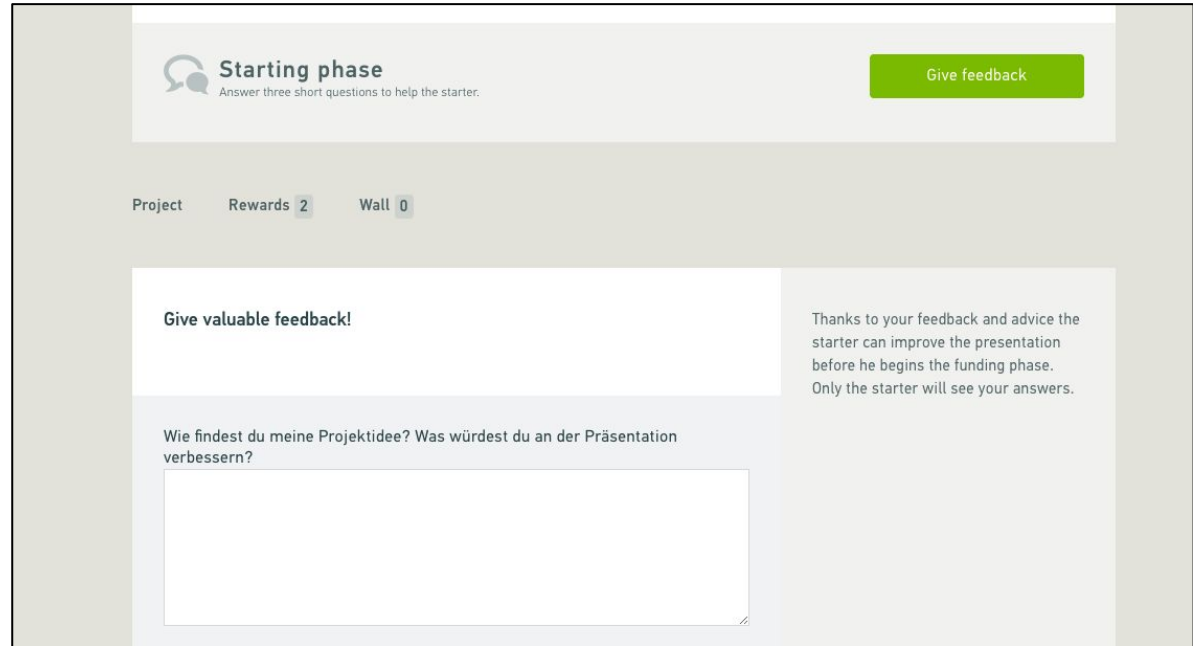 Starting phase
Answer three short questions to help the starter.
Give feedback
Project Rewards 2 Wall 0
Give valuable feedback!
Thanks to your feedback and advice the
starter can improve the presentation
before he begins the funding phase.
Only the starter will see your answers.
Wie findest du meine Projektidee? Was würdest du an der Präsentation
verbessern?